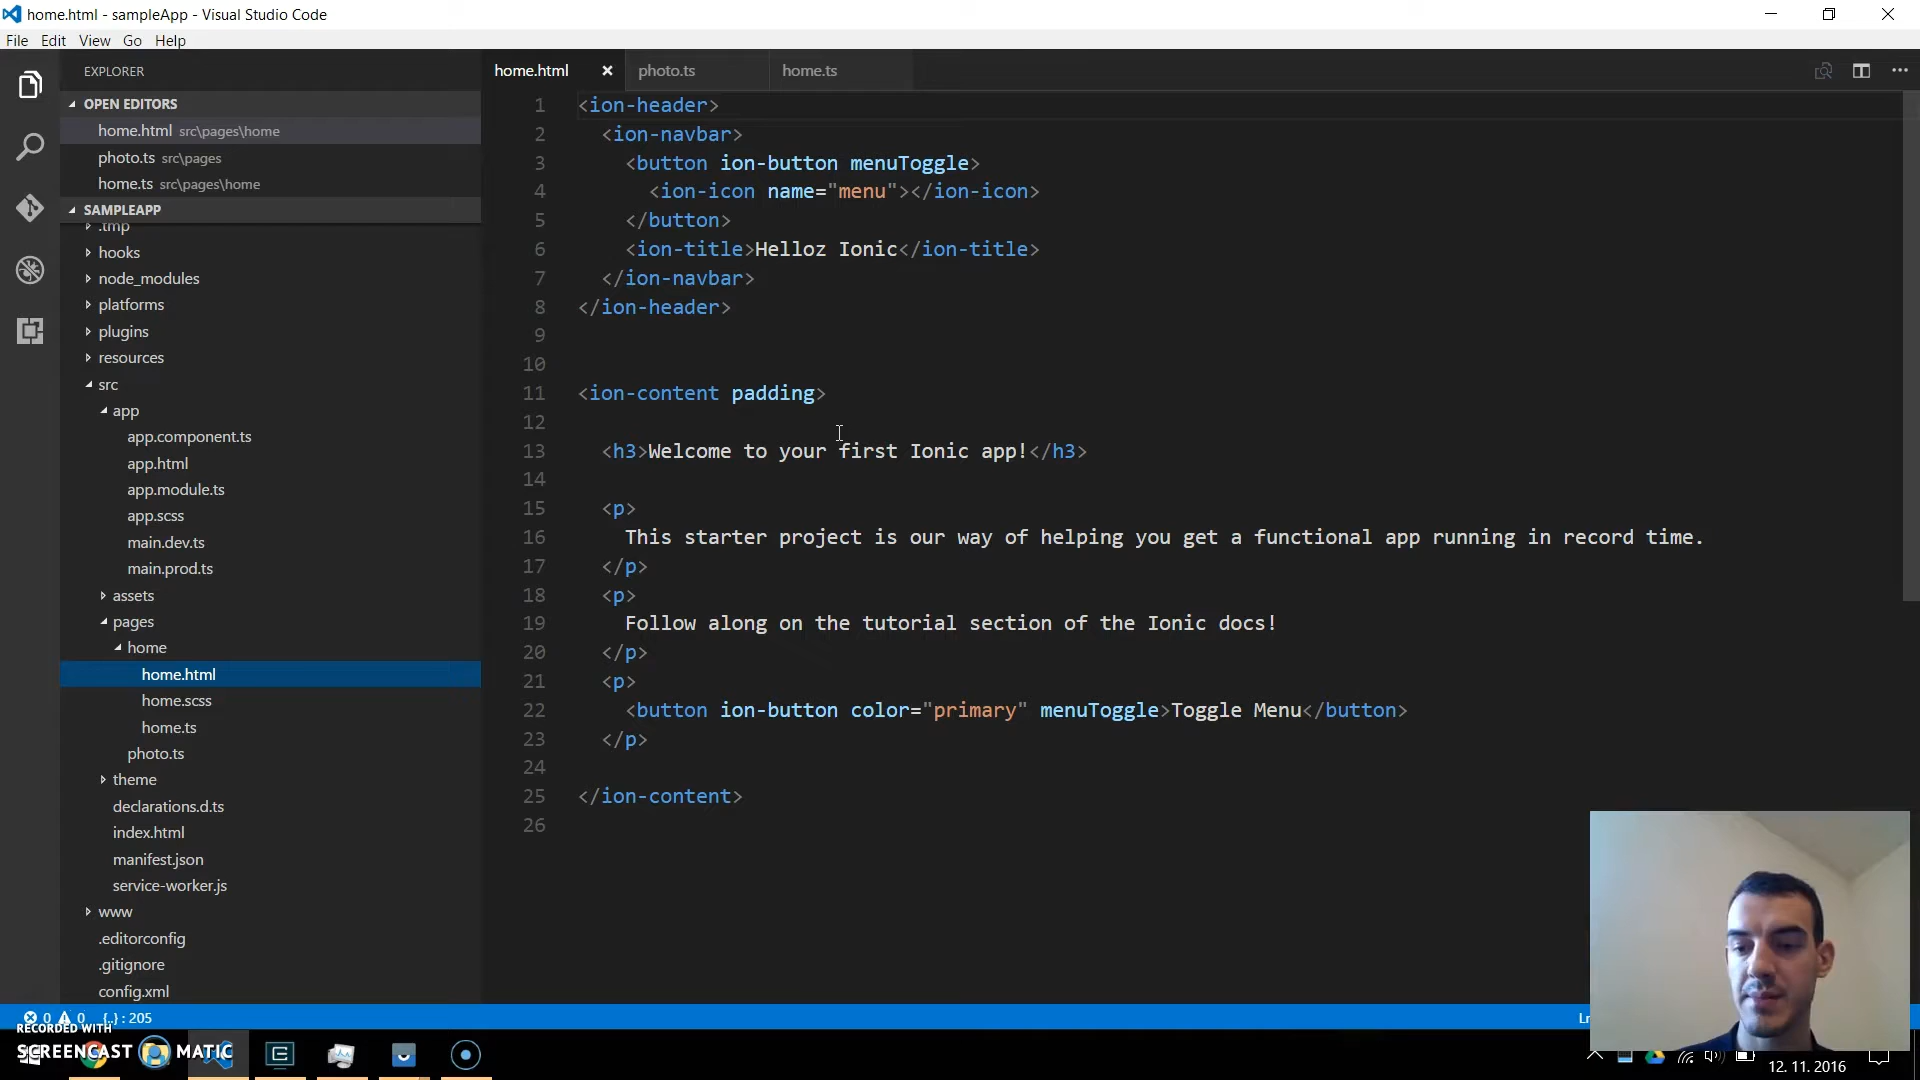 home.html - sampleApp - Visual Studio Code
File Edit View Go Help
EXPLORER
OPEN EDITORS
home.html src\pages\home
photo.ts src\pages
home.ts src\pages\home
SAMPLEAPP
.tmp
hooks
node_modules
platforms
plugins
resources
src
app
app.component.ts
app.html
app.module.ts
app.scss
main.dev.ts
main.prod.ts
assets
pages
home
home.html
home.scss
home.ts
photo.ts
theme
declarations.d.ts
index.html
manifest.json
service-worker.js
www
.editorconfig
.gitignore
config.xml
home.html photo.ts home.ts
1 <ion-header>
2 <ion-navbar>
3 <button ion-button menuToggle>
4 <ion-icon name="menu"></ion-icon>
5 </button>
6 <ion-title>Helloz Ionic</ion-title>
7 </ion-navbar>
8 </ion-header>
9
10
11 <ion-content padding>
12
13 <h3>Welcome to your first Ionic app!</h3>
14
15 <p>
16 This starter project is our way of helping you get a functional app running in record time.
17 </p>
18 <p>
19 Follow along on the tutorial section of the Ionic docs!
20 </p>
21 <p>
22 <button ion-button color="primary" menuToggle>Toggle Menu</button>
23 </p>
24
25 </ion-content>
26
0 0 {..} : 205
Ln
RECORDED WITH
SCREENCAST MATIC
12. 11. 2016